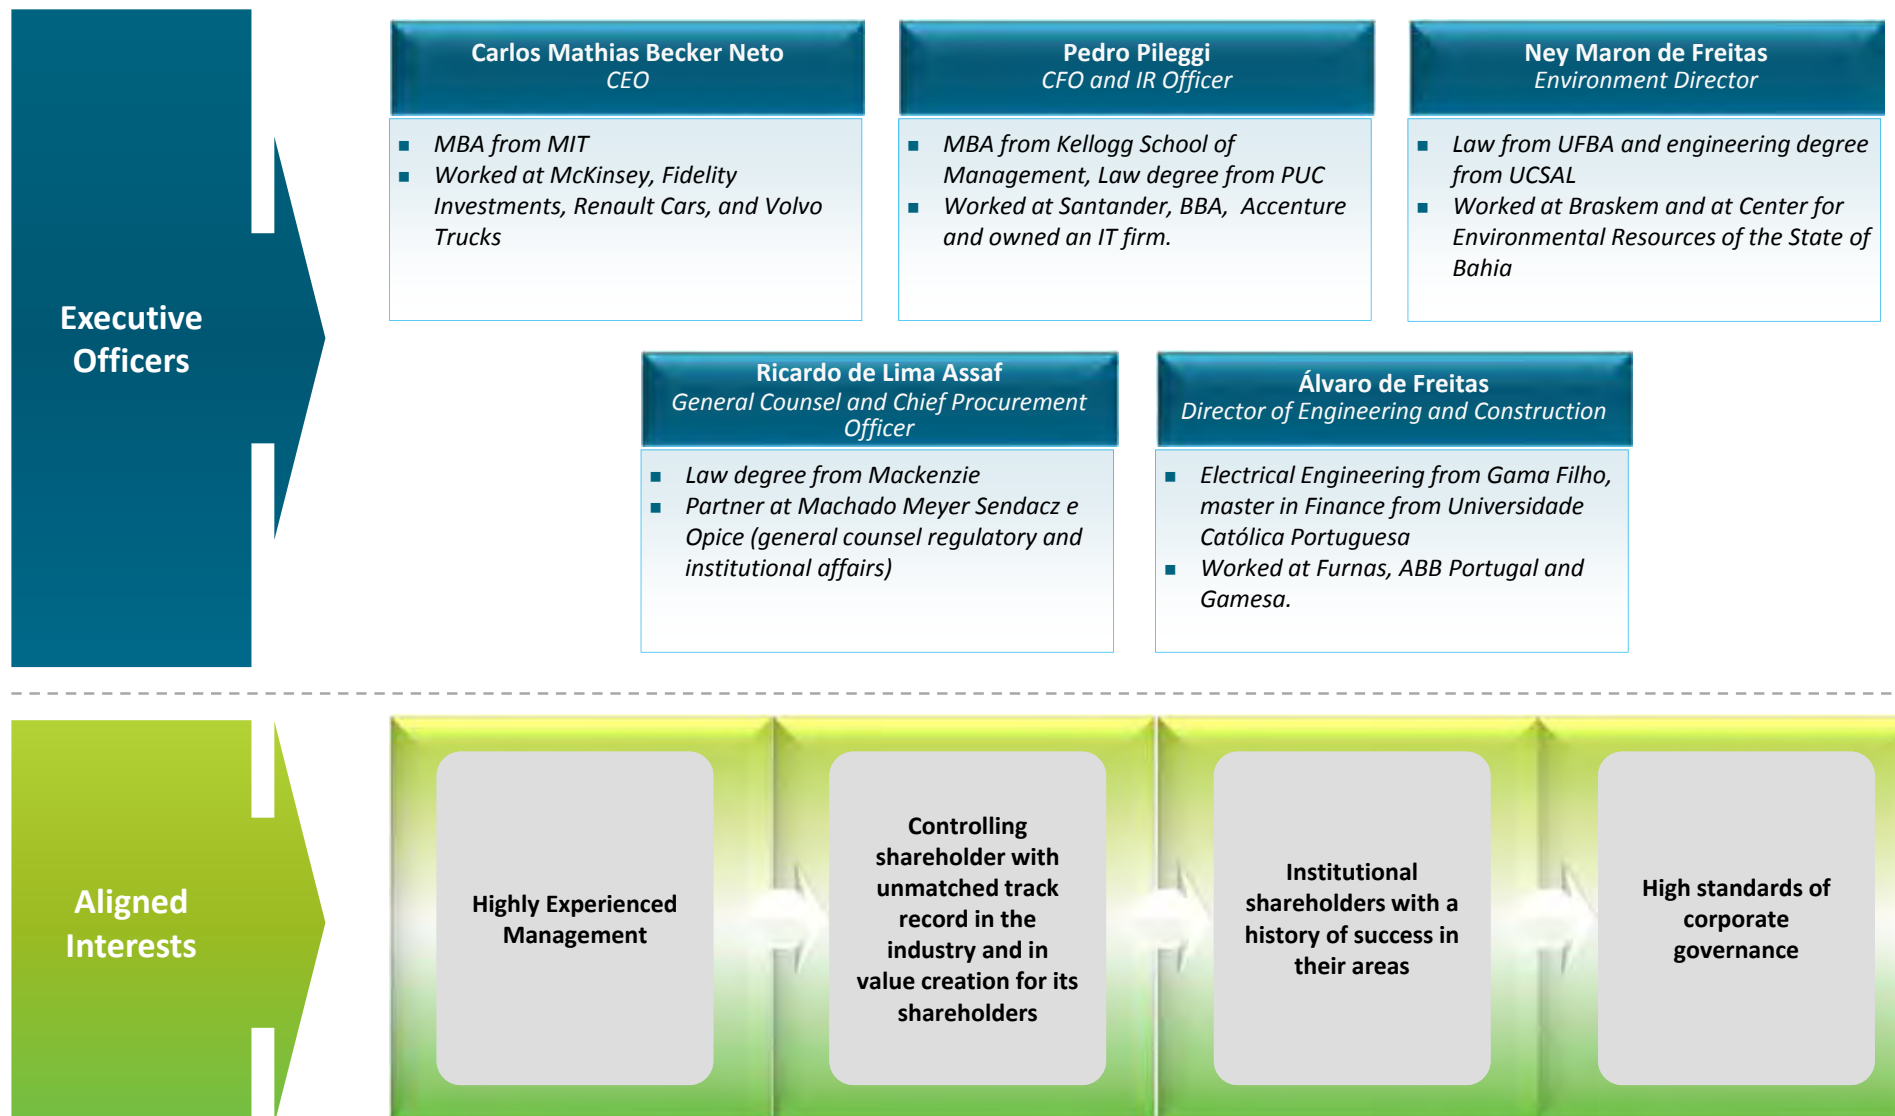 Executive
Officers
Carlos Mathias Becker Neto
CEO
■ MBA from MIT
■ Worked at McKinsey, Fidelity
Investments, Renault Cars, and Volvo
Trucks
Pedro Pileggi
CFO and IR Officer
■ MBA from Kellogg School of
Management, Law degree from PUC
■ Worked at Santander, BBA, Accenture
and owned an IT firm.
Ney Maron de Freitas
Environment Director
■ Law from UFBA and engineering degree
from UCSAL
■ Worked at Braskem and at Center for
Environmental Resources of the State of
Bahia
Ricardo de Lima Assaf
General Counsel and Chief Procurement
Officer
■ Law degree from Mackenzie
■ Partner at Machado Meyer Sendacz e
Opice (general counsel regulatory and
institutional affairs)
Álvaro de Freitas
Director of Engineering and Construction
■ Electrical Engineering from Gama Filho,
master in Finance from Universidade
Católica Portuguesa
■ Worked at Furnas, ABB Portugal and
Gamesa.
Aligned
Interests
Highly Experienced
Management
Controlling
shareholder with
unmatched track
record in the
industry and in
value creation for its
shareholders
Institutional
shareholders with a
history of success in
their areas
High standards of
corporate
governance